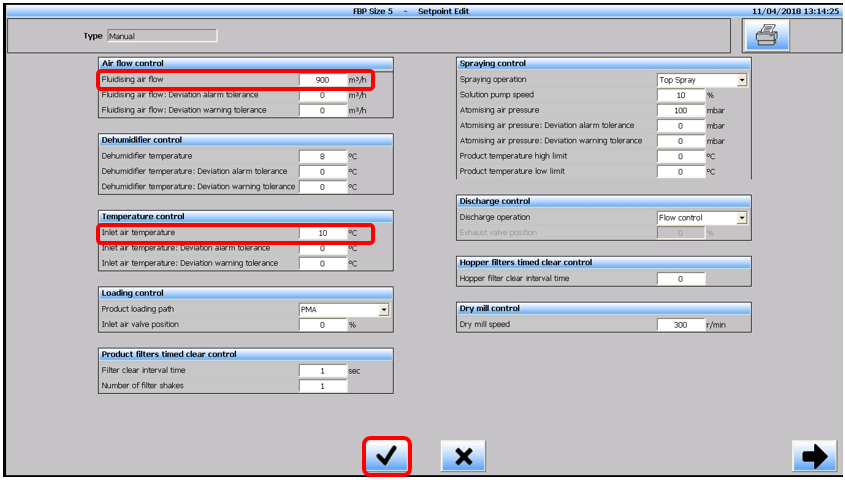 FBP Size 5 - Setpoint Edit 11/04/2018 13:14:25
Type Manual
Air flow control
Fluidising air flow 900 m³/h
Fluidising air flow: Deviation alarm tolerance 0 m³/h
Fluidising air flow: Deviation warning tolerance 0 m³/h
Dehumidifier control
Dehumidifier temperature 8 ºC
Dehumidifier temperature: Deviation alarm tolerance 0 ºC
Dehumidifier temperature: Deviation warning tolerance 0 ºC
Temperature control
Inlet air temperature 10 ºC
Inlet air temperature: Deviation alarm tolerance 0 ºC
Inlet air temperature: Deviation warning tolerance 0 ºC
Loading control
Product loading path PMA
Inlet air valve position 0 %
Product filters timed clear control
Filter clear interval time 1 sec
Number of filter shakes 1
Spraying control
Spraying operation Top Spray
Solution pump speed 10 %
Atomising air pressure 100 mbar
Atomising air pressure: Deviation alarm tolerance 0 mbar
Atomising air pressure: Deviation warning tolerance 0 mbar
Product temperature high limit 0 ºC
Product temperature low limit 0 ºC
Discharge control
Discharge operation Flow control
Exhaust valve position 0 %
Hopper filters timed clear control
Hopper filter clear interval time 0
Dry mill control
Dry mill speed 300 r/min